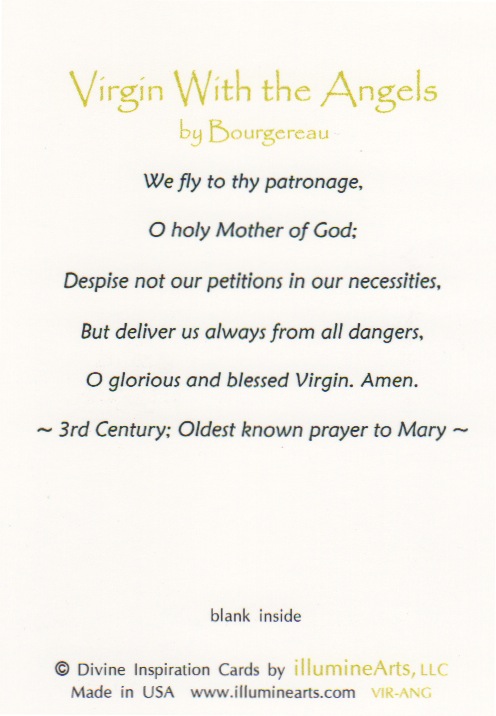 Virgin With the Angels
by Bourgereau
We fly to thy patronage,
O holy Mother of God;
Despise not our petitions in our necessities,
But deliver us always from all dangers,
O glorious and blessed Virgin. Amen.
~ 3rd Century; Oldest known prayer to Mary ~
blank inside
© Divine Inspiration Cards by illumineArts, LLC
Made in USA www.illuminearts.com VIR-ANG